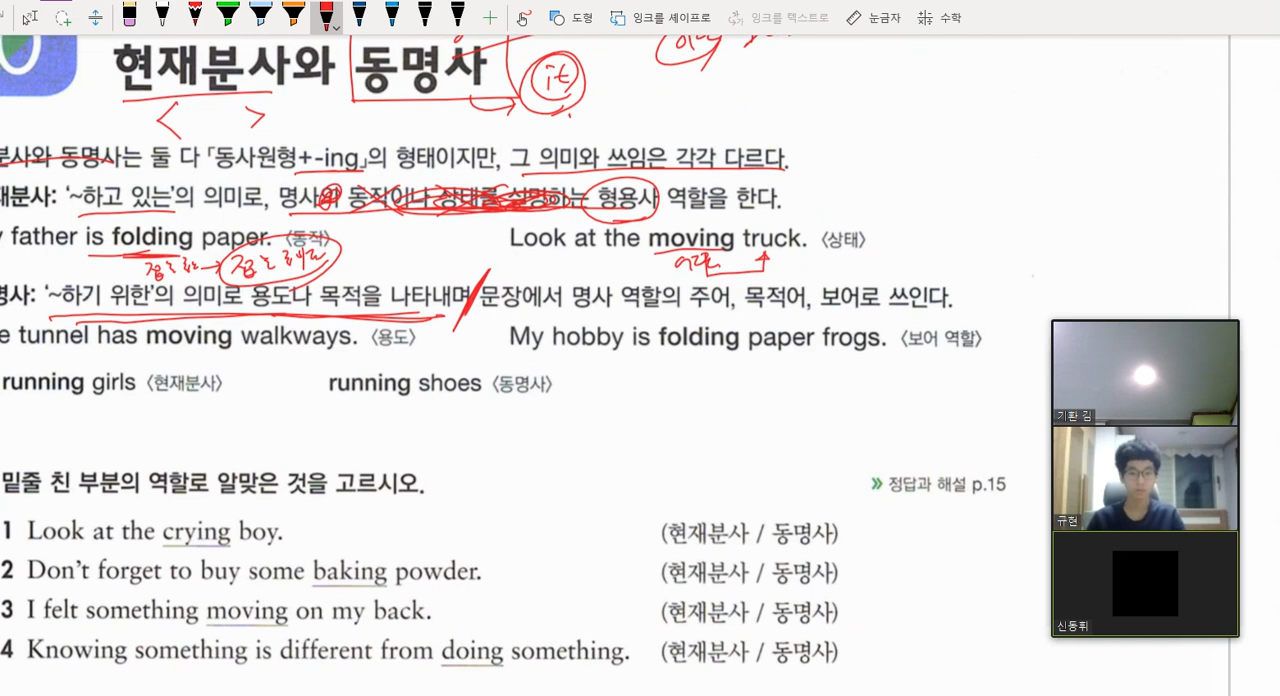 도형 잉크를 셰이프로 잉크를 텍스트로 눈금자 수학
현재분사와 동명사
it
분사와 동명사는 둘 다 「동사원형+-ing」의 형태이지만, 그 의미와 쓰임은 각각 다르다.
재분사: '~하고 있는'의 의미로, 명사의 동작이나 상태를 설명하는 형용사 역할을 한다.
father is folding paper. 〈동작〉 Look at the moving truck. 〈상태〉
명사: '~하기 위한'의 의미로 용도나 목적을 나타내며 문장에서 명사 역할의 주어, 목적어, 보어로 쓰인다.
e tunnel has moving walkways. 〈용도〉 My hobby is folding paper frogs. 〈보어 역할〉
running girls 〈현재분사〉 running shoes 〈동명사〉
밑줄 친 부분의 역할로 알맞은 것을 고르시오. 정답과 해설 p.15
1 Look at the crying boy. (현재분사 / 동명사)
2 Don't forget to buy some baking powder. (현재분사 / 동명사)
3 I felt something moving on my back. (현재분사 / 동명사)
4 Knowing something is different from doing something. (현재분사 / 동명사)
기환 김
규현
신동휘